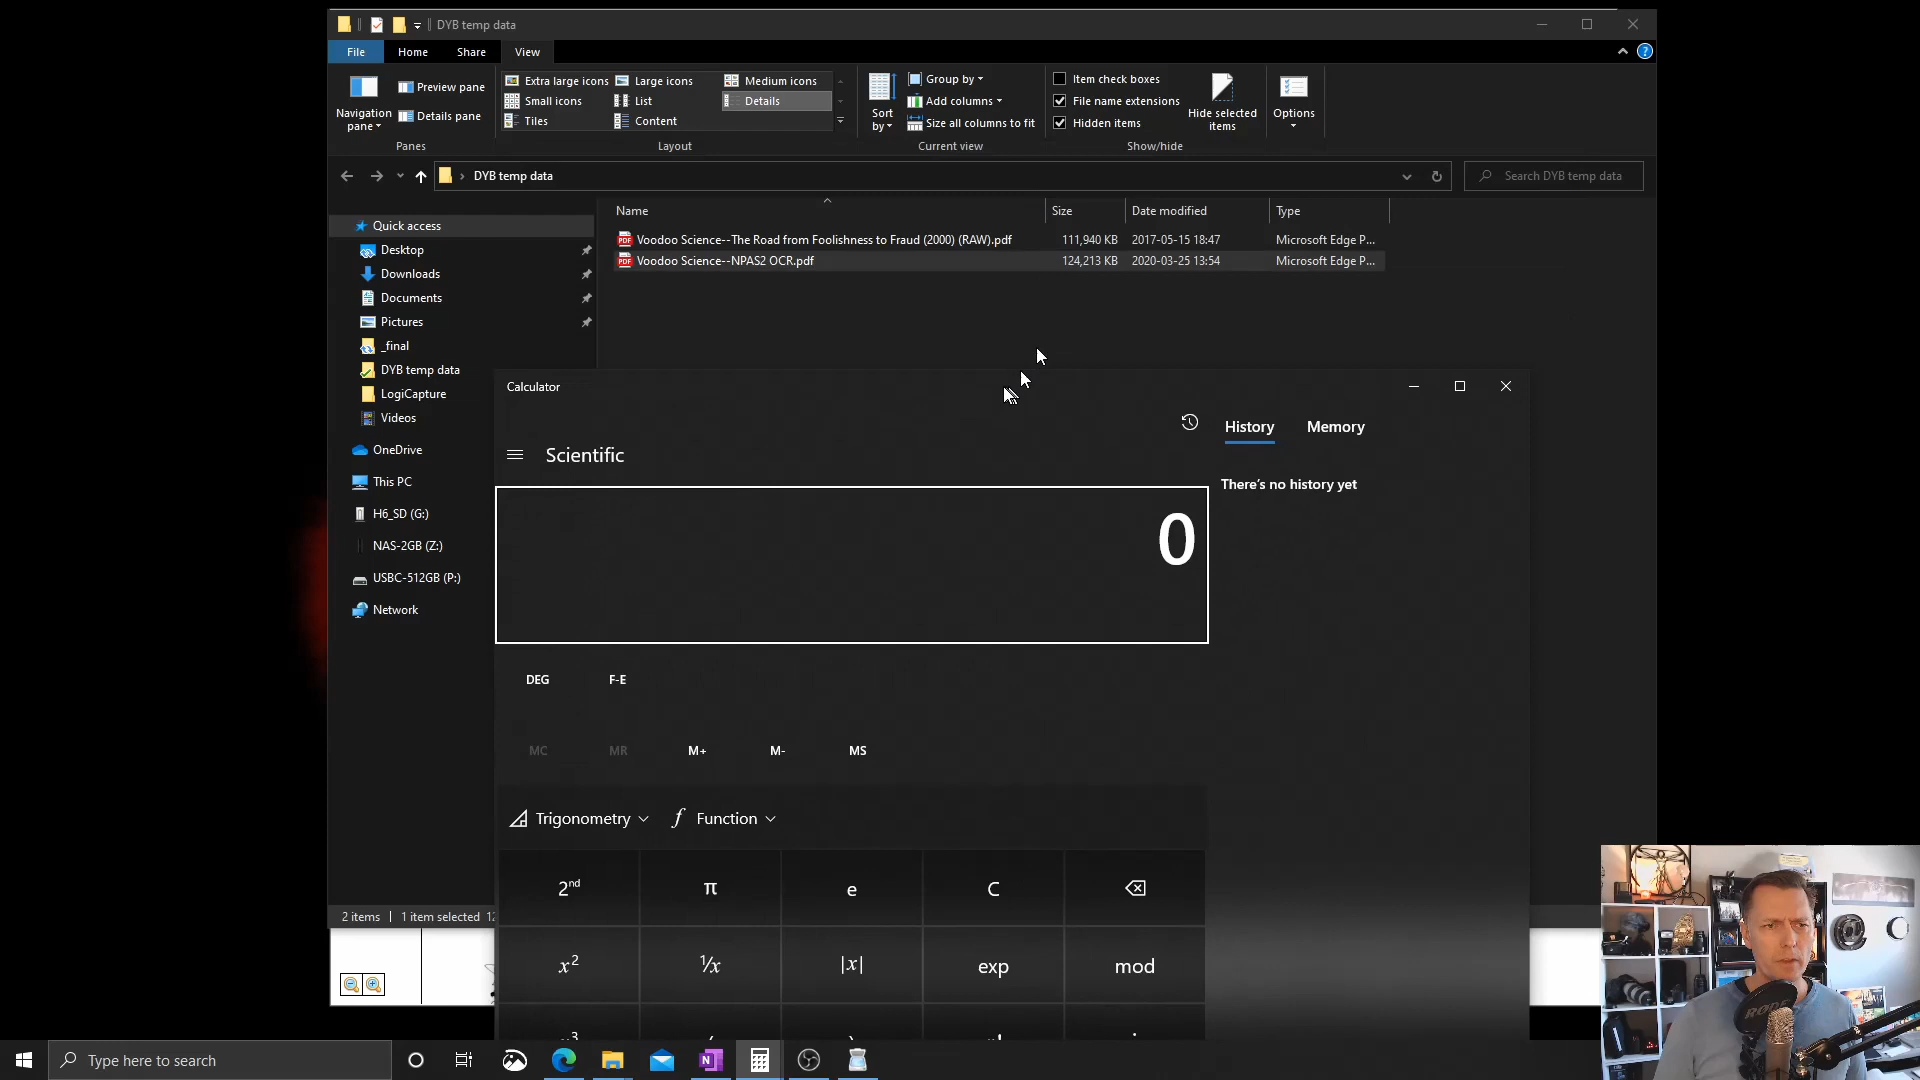 DYB temp data
File Home Share View
Navigation pane
Preview pane
Details pane
Panes
Extra large icons Large icons Medium icons
Small icons List Details
Tiles Content
Layout
Sort by
Group by
Add columns
Size all columns to fit
Current view
Item check boxes
File name extensions
Hidden items
Hide selected items
Show/hide
Options
DYB temp data
Search DYB temp data
Name Size Date modified Type
Voodoo Science--The Road from Foolishness to Fraud (2000) (RAW).pdf 111,940 KB 2017-05-15 18:47 Microsoft Edge P...
Voodoo Science--NPAS2 OCR.pdf 124,213 KB 2020-03-25 13:54 Microsoft Edge P...
Quick access
Desktop
Downloads
Documents
Pictures
_final
DYB temp data
LogiCapture
Videos
OneDrive
This PC
H6_SD (G:)
NAS-2GB (Z:)
USBC-512GB (P:)
Network
2 items 1 item selected 12
Calculator
Scientific
History Memory
There's no history yet
0
DEG F-E
MC MR M+ M- MS
Trigonometry Function
2nd π e C
x² ¹/x |x| exp mod
Type here to search
RØDE